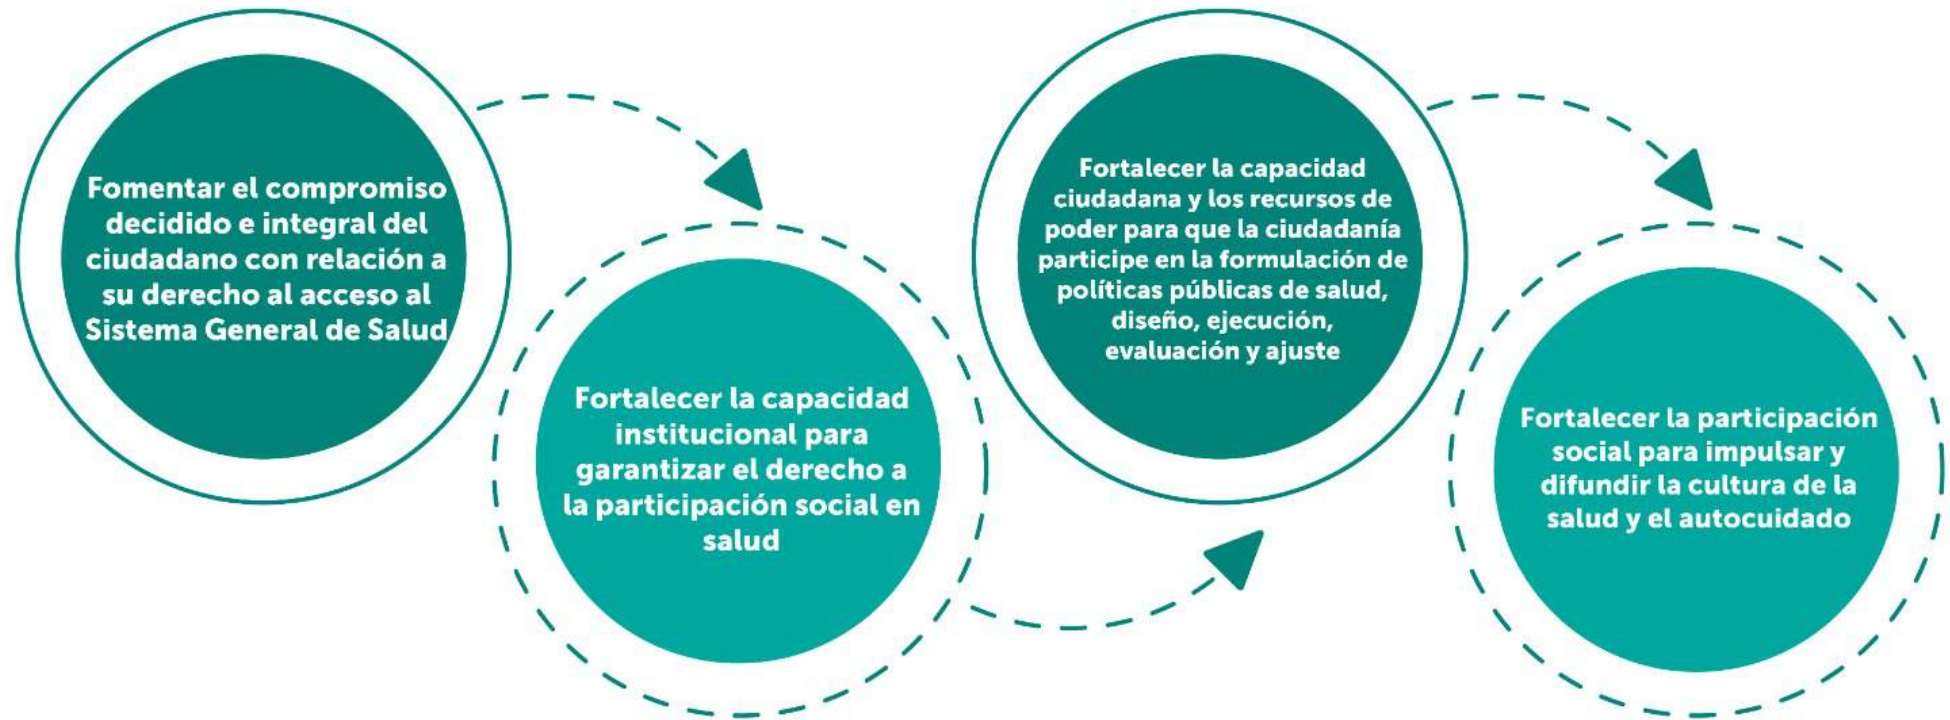 Fomentar el compromiso
decidido e integral del
ciudadano con relación a
su derecho al acceso al
Sistema General de Salud
Fortalecer la capacidad
institucional para
garantizar el derecho a
la participación social en
salud
Fortalecer la capacidad
ciudadana y los recursos de
poder para que la ciudadanía
participe en la formulación de
políticas públicas de salud,
diseño, ejecución,
evaluación y ajuste
Fortalecer la participación
social para impulsar y
difundir la cultura de la
salud y el autocuidado